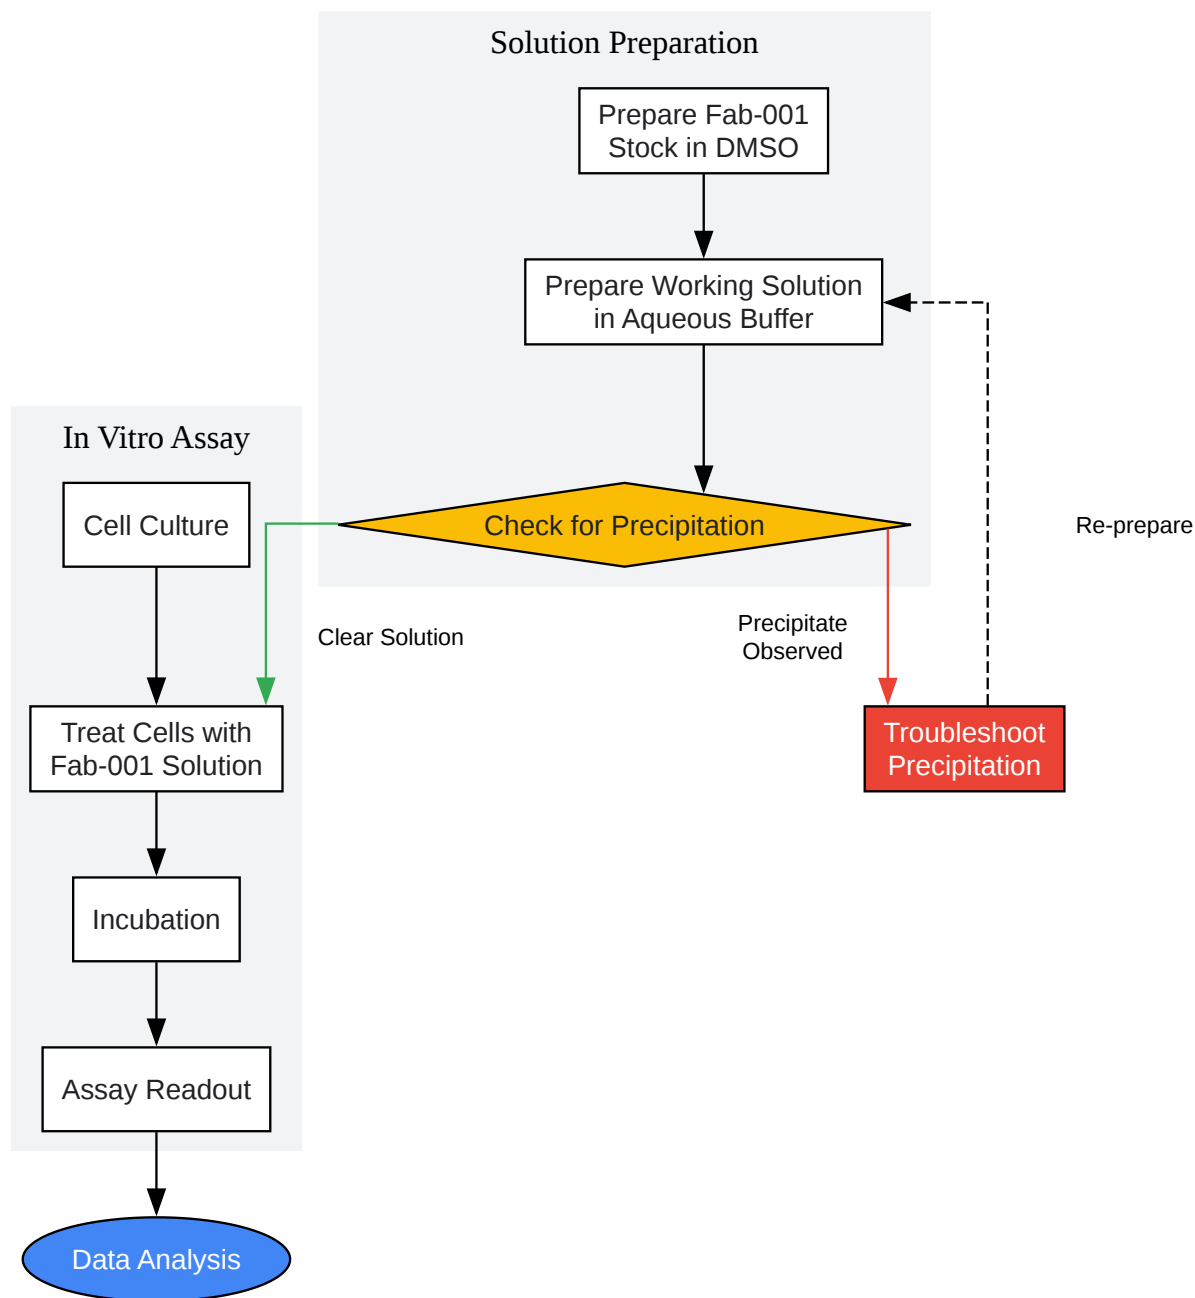 Solution Preparation
Prepare Fab-001
Stock in DMSO
Prepare Working Solution
in Aqueous Buffer
In Vitro Assay
Cell Culture
Check for Precipitation
Re-prepare
Clear Solution
Precipitate
Observed
Treat Cells with
Fab-001 Solution
Troubleshoot
Precipitation
Incubation
Assay Readout
Data Analysis